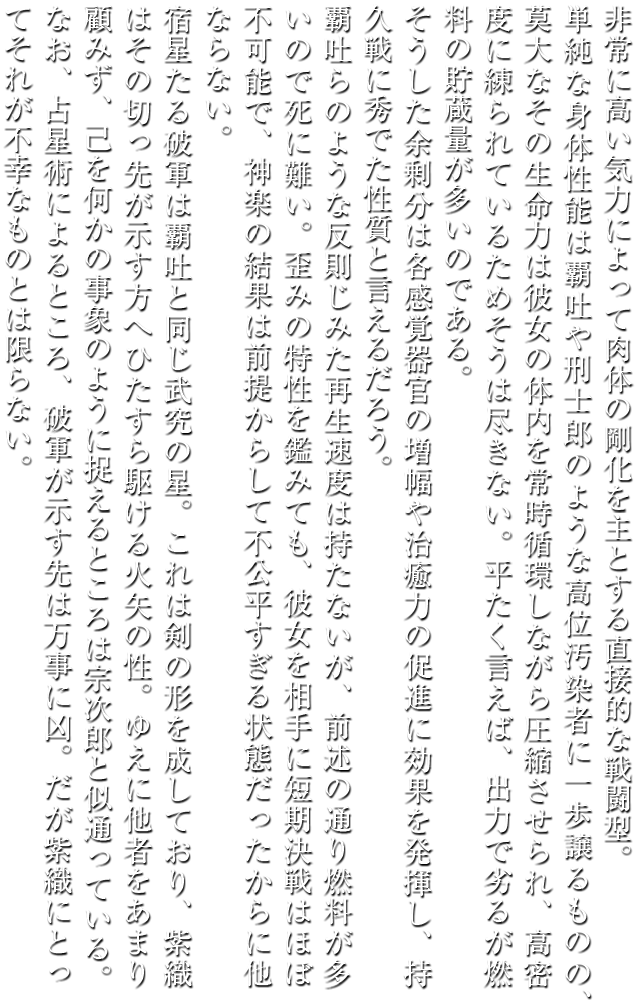 非常に高い気力によって肉体の剛化を主とする直接的な戦闘型。
単純な身体性能は覇吐や刑士郎のような高位汚染者に一歩譲るものの、
莫大なその生命力は彼女の体内を常時循環しながら圧縮させられ、高密
度に練られているためそうは尽きない。平たく言えば、出力で劣るが燃
料の貯蔵量が多いのである。
そうした余剰分は各感覚器官の増幅や治癒力の促進に効果を発揮し、持
久戦に秀でた性質と言えるだろう。
覇吐らのような反則じみた再生速度は持たないが、前述の通り燃料が多
いので死に難い。歪みの特性を鑑みても、彼女を相手に短期決戦はほぼ
不可能で、神楽の結果は前提からして不公平すぎる状態だったからに他
ならない。
宿星たる破軍は覇吐と同じ武究の星。これは剣の形を成しており、紫織
はその切っ先が示す方へひたすら駆ける火矢の性。ゆえに他者をあまり
顧みず、己を何かの事象のように捉えるところは宗次郎と似通っている。
なお、占星術によるところ、破軍が示す先は万事に凶。だが紫織にとっ
てそれが不幸なものとは限らない。